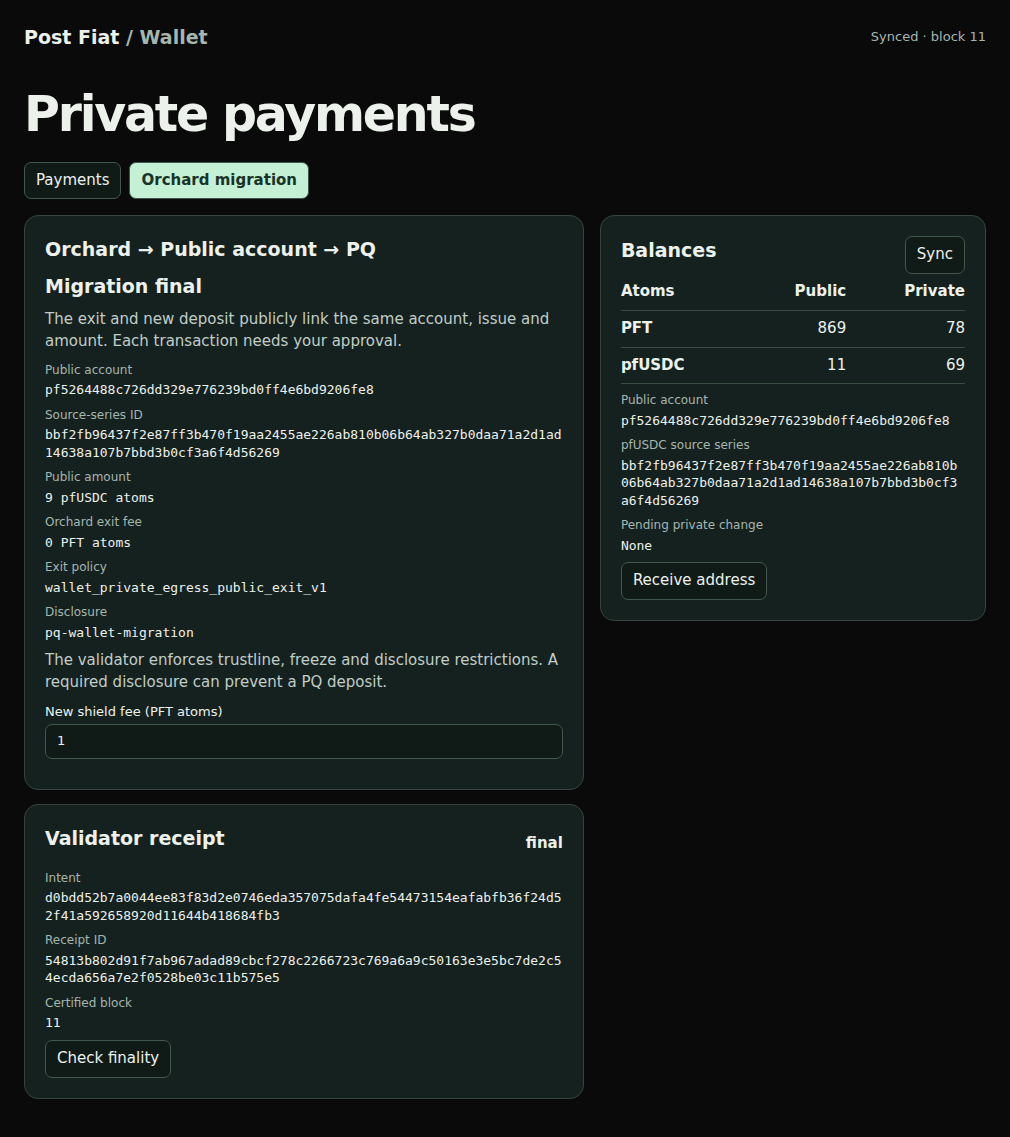 Post Fiat / Wallet
Synced · block 11
Private payments
Payments
Orchard migration
Orchard → Public account → PQ
Migration final
The exit and new deposit publicly link the same account, issue and
amount. Each transaction needs your approval.
Public account
pf5264488c726dd329e776239bd0ff4e6bd9206fe8
Source-series ID
bbf2fb96437f2e87ff3b470f19aa2455ae226ab810b06b64ab327b0daa71a2d1ad
14638a107b7bbd3b0cf3a6f4d56269
Public amount
9 pfUSDC atoms
Orchard exit fee
0 PFT atoms
Exit policy
wallet_private_egress_public_exit_v1
Disclosure
pq-wallet-migration
The validator enforces trustline, freeze and disclosure restrictions. A
required disclosure can prevent a PQ deposit.
New shield fee (PFT atoms)
1
Validator receipt
final
Intent
d0bdd52b7a0044ee83f83d2e0746eda357075dafa4fe54473154eafabfb36f24d5
2f41a592658920d11644b418684fb3
Receipt ID
54813b802d91f7ab967adad89cbcf278c2266723c769a6a9c50163e3e5bc7de2c5
4ecda656a7e2f0528be03c11b575e5
Certified block
11
Check finality
Balances
Sync
Atoms Public Private
PFT 869 78
pfUSDC 11 69
Public account
pf5264488c726dd329e776239bd0ff4e6bd9206fe8
pfUSDC source series
bbf2fb96437f2e87ff3b470f19aa2455ae226ab810b
06b64ab327b0daa71a2d1ad14638a107b7bbd3b0cf3
a6f4d56269
Pending private change
None
Receive address